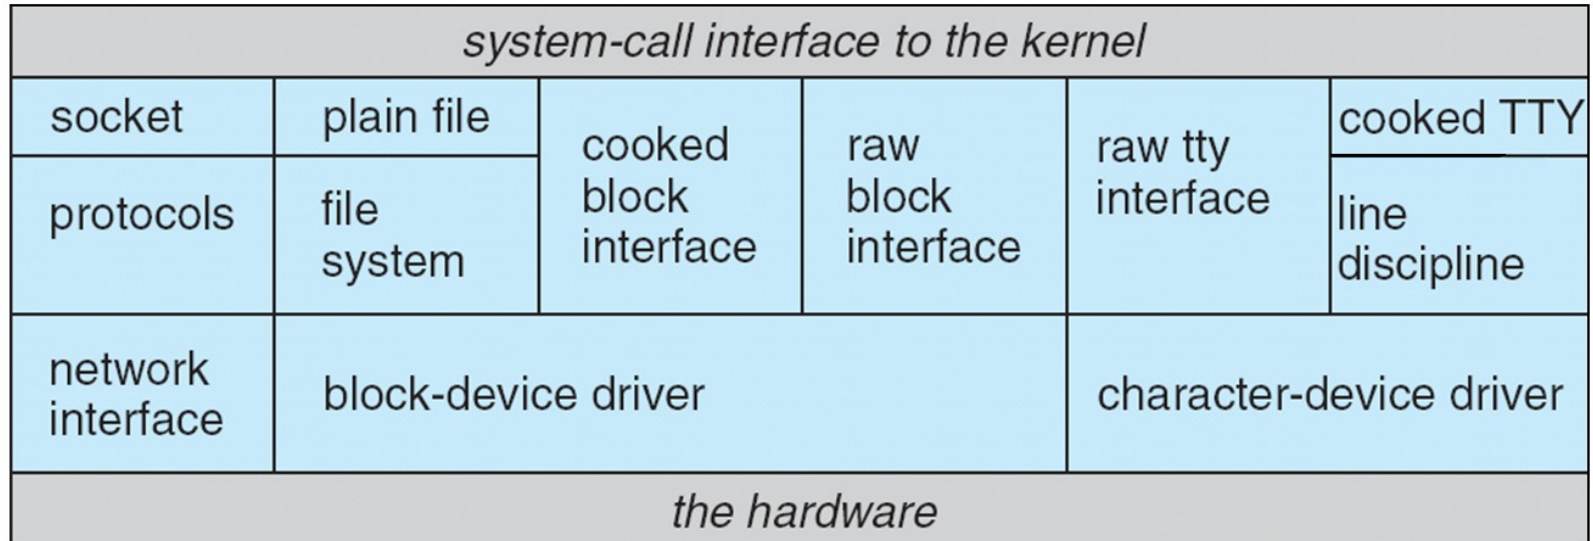 system-call interface to the kernel
socket
plain file
cooked
block
interface
raw
block
interface
raw tty
interface
cooked TTY
protocols
file
system
line
discipline
network
interface
block-device driver
character-device driver
the hardware